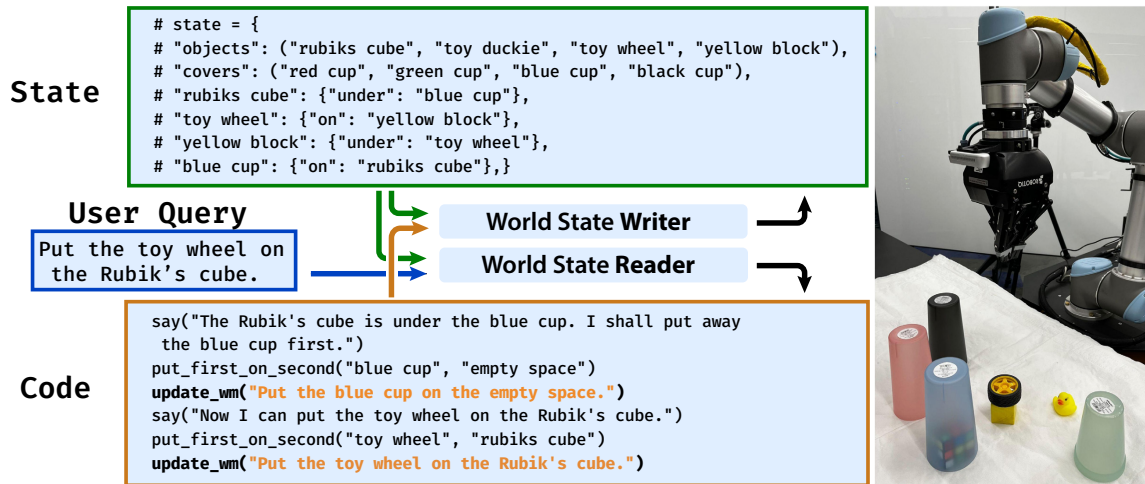 # state = {
# "objects": ("rubiks cube", "toy duckie", "toy wheel", "yellow block"),
# "covers": ("red cup", "green cup", "blue cup", "black cup"),
# "rubiks cube": {"under": "blue cup"},
# "toy wheel": {"on": "yellow block"},
# "yellow block": {"under": "toy wheel"},
# "blue cup": {"on": "rubiks cube"},}
State
User Query
Put the toy wheel on
the Rubik’s cube.
World State Writer
World State Reader
say("The Rubik's cube is under the blue cup. I shall put away
the blue cup first.")
put_first_on_second("blue cup", "empty space")
update_wm("Put the blue cup on the empty space.")
say("Now I can put the toy wheel on the Rubik's cube.")
put_first_on_second("toy wheel", "rubiks cube")
update_wm("Put the toy wheel on the Rubik's cube.")
Code
ROBOTIQ